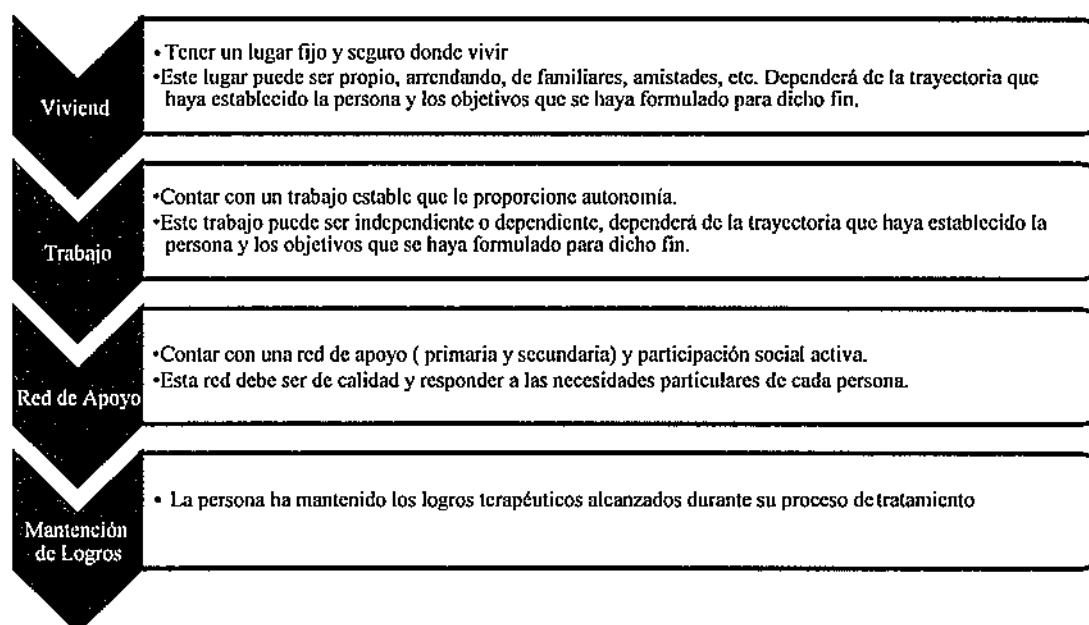 Viviend
• Tener un lugar fijo y seguro donde vivir
•Este lugar puede ser propio, arrendando, de familiares, amistades, etc. Dependerá de la trayectoria que
haya establecido la persona y los objetivos que se haya formulado para dicho fin.
Trabajo
•Contar con un trabajo estable que le proporcione autonomía.
•Este trabajo puede ser independiente o dependiente, dependerá de la trayectoria que haya establecido la
persona y los objetivos que se haya formulado para dicho fin.
Red de Apoyo
•Contar con una red de apoyo ( primaria y secundaria) y participación social activa.
•Esta red debe ser de calidad y responder a las necesidades particulares de cada persona.
Mantención
de Logros
• La persona ha mantenido los logros terapéuticos alcanzados durante su proceso de tratamiento